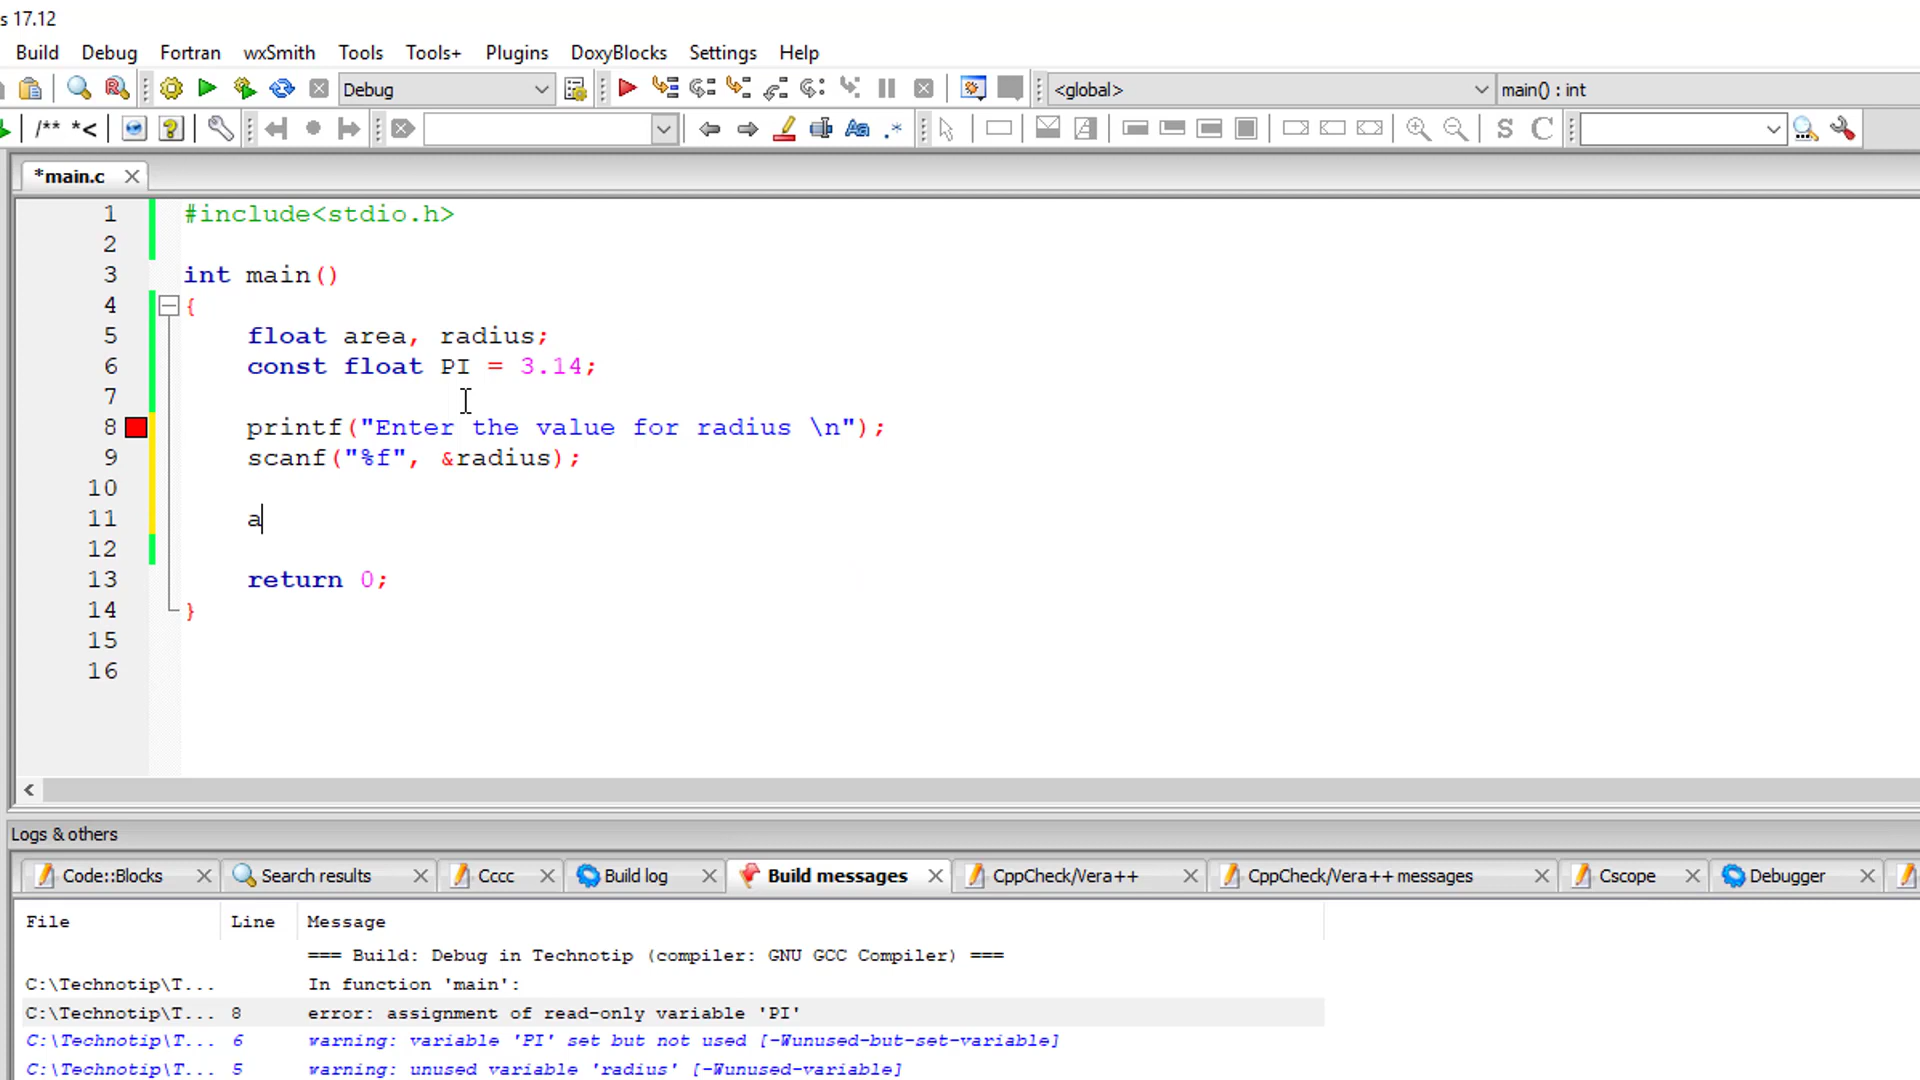 s 17.12
Build Debug Fortran wxSmith Tools Tools+ Plugins DoxyBlocks Settings Help
Debug <global> main() : int
/** *<
*main.c
1 #include<stdio.h>
2
3 int main()
4 {
5 float area, radius;
6 const float PI = 3.14;
7
8 printf("Enter the value for radius \n");
9 scanf("%f", &radius);
10
11 a
12
13 return 0;
14 }
15
16
Logs & others
Code::Blocks Search results Cccc Build log Build messages CppCheck/Vera++ CppCheck/Vera++ messages Cscope Debugger
File Line Message
=== Build: Debug in Technotip (compiler: GNU GCC Compiler) ===
C:\Technotip\T... In function 'main':
C:\Technotip\T... 8 error: assignment of read-only variable 'PI'
C:\Technotip\T... 6 warning: variable 'PI' set but not used [-Wunused-but-set-variable]
C:\Technotip\T... 5 warning: unused variable 'radius' [-Wunused-variable]